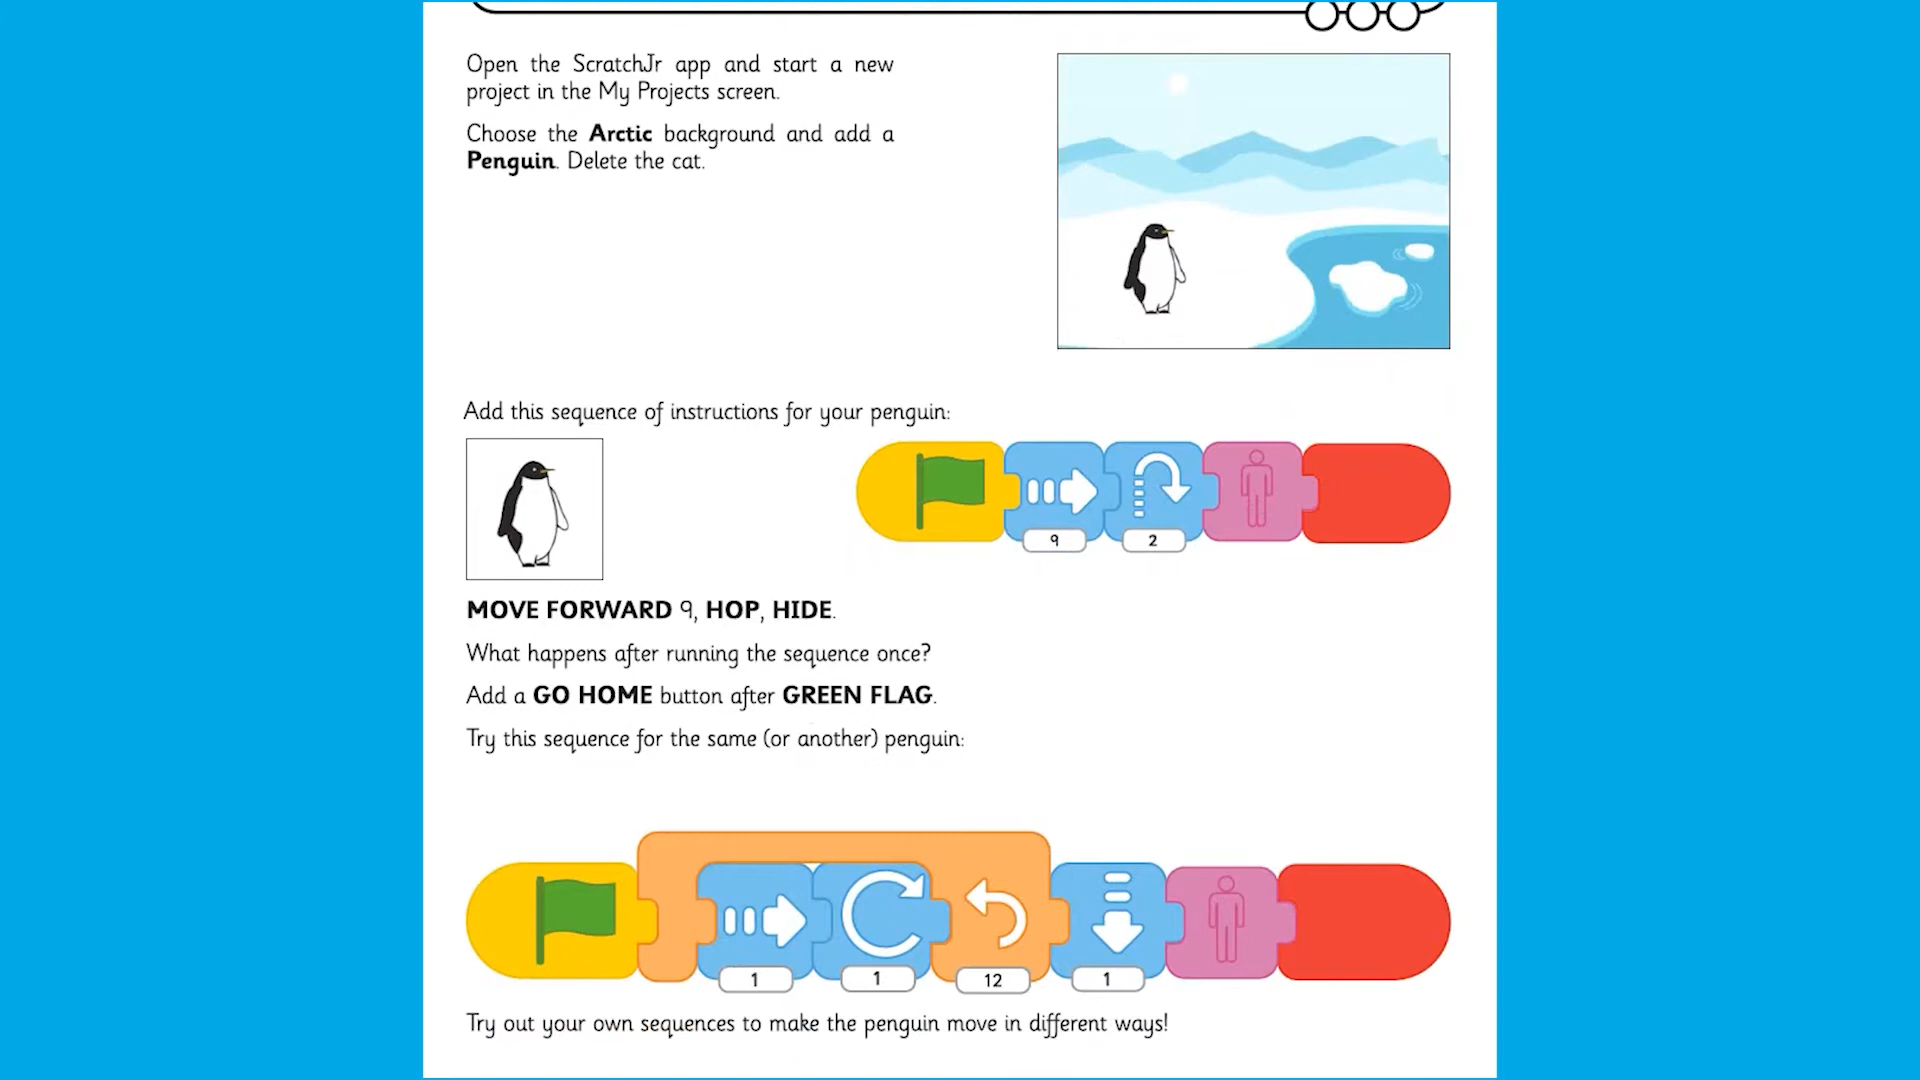 Open the ScratchJr app and start a new
project in the My Projects screen.
Choose the Arctic background and add a
Penguin. Delete the cat.
Add this sequence of instructions for your penguin:
9
2
MOVE FORWARD 9, HOP, HIDE.
What happens after running the sequence once?
Add a GO HOME button after GREEN FLAG.
Try this sequence for the same (or another) penguin:
1
1
12
1
Try out your own sequences to make the penguin move in different ways!